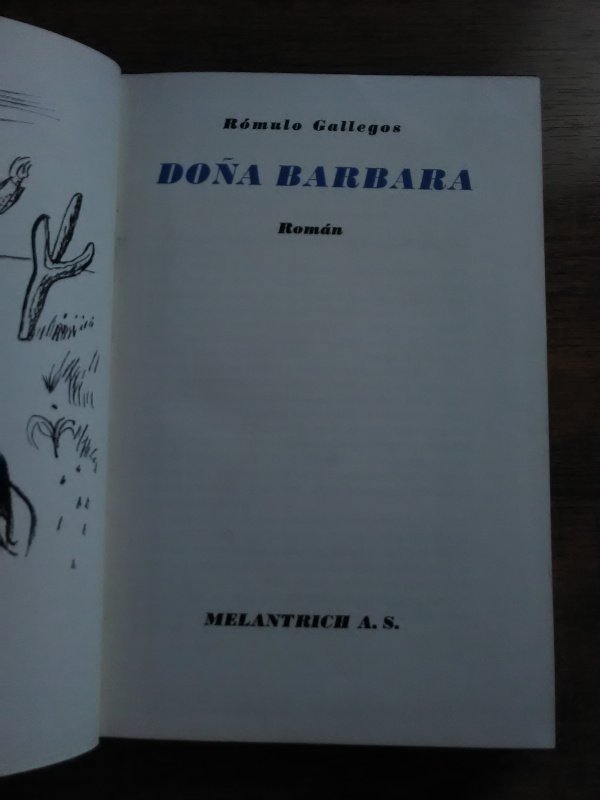 Rómulo Gallegos
DOÑA BARBARA
Román
MELANTRICH A. S.